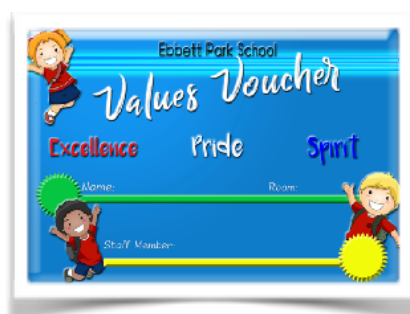 Ebbett Park School
Values Voucher
Excellence Pride Spirit
Name: Room:
Staff Member: